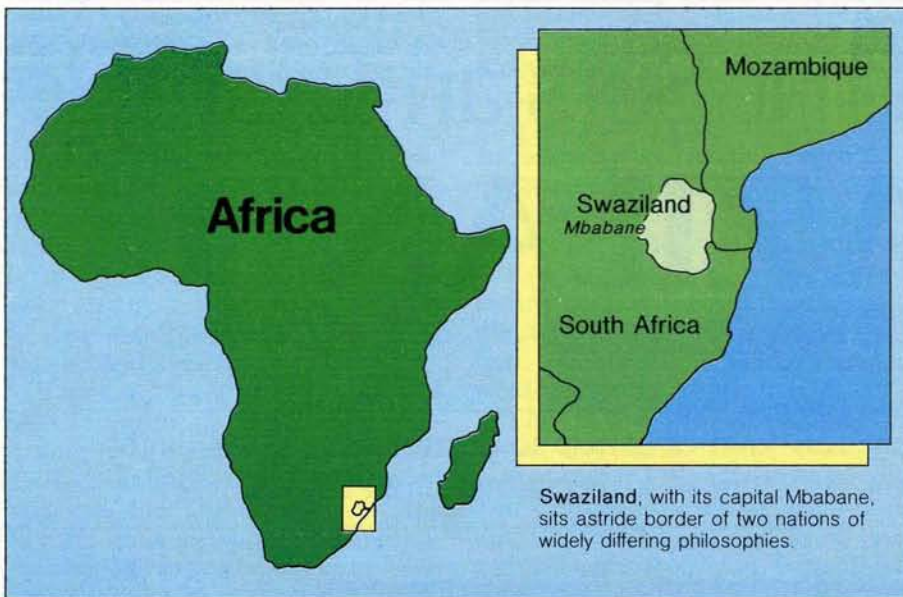 Africa
Mozambique
Swaziland
Mbabane
South Africa
Swaziland, with its capital Mbabane,
sits astride border of two nations of
widely differing philosophies.